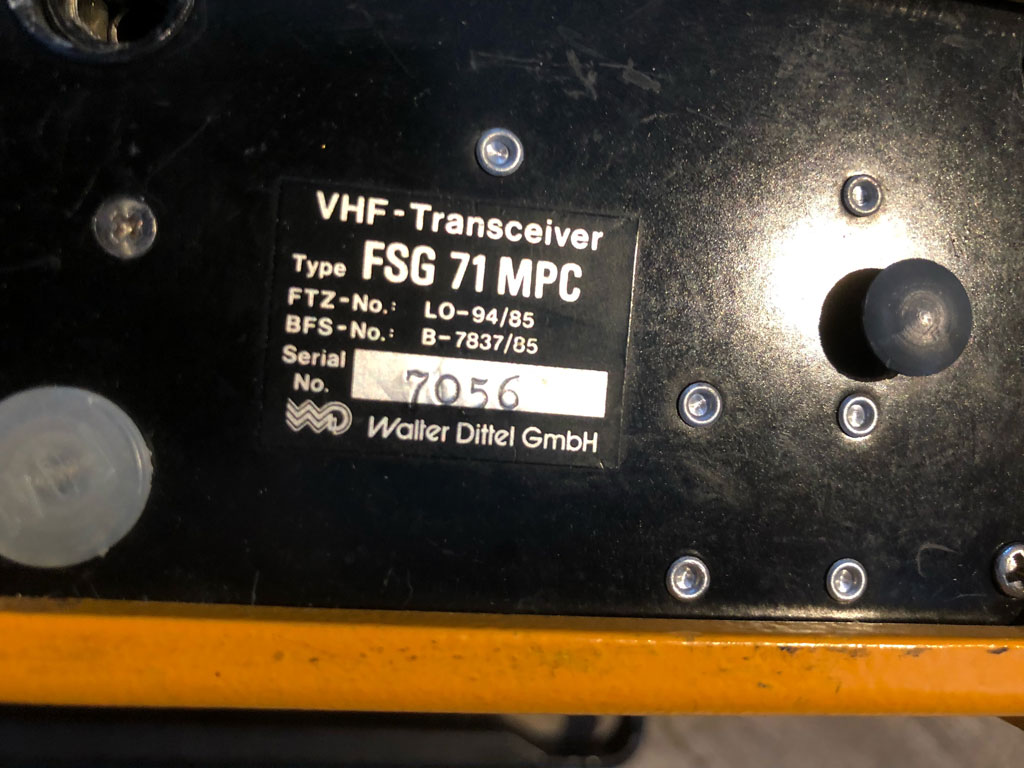 VHF-Transceiver
Type FSG 71 MPC
FTZ-No.: LO-94/85
BFS-No.: B-7837/85
Serial
No. 7056
Walter Dittel GmbH